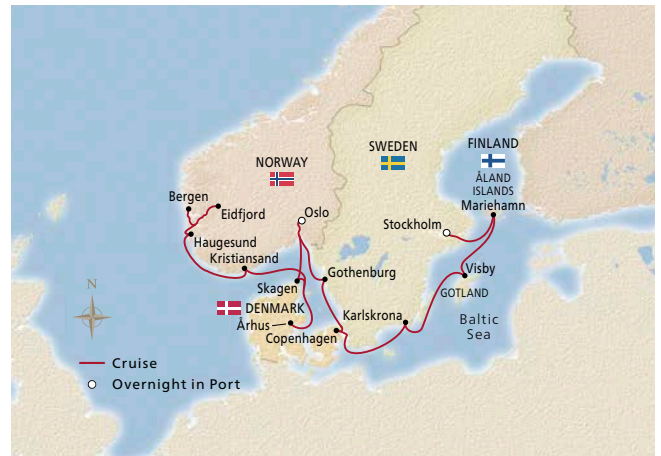 FINLAND
SWEDEN
NORWAY
ÅLAND
ISLANDS
Mariehamn
Bergen
Eidfjord
Oslo
Stockholm
Haugesund
Kristiansand
Gothenburg
Visby
N
Skagen
GOTLAND
DENMARK
Århus
Karlskrona
Baltic
Sea
Copenhagen
Cruise
Overnight in Port